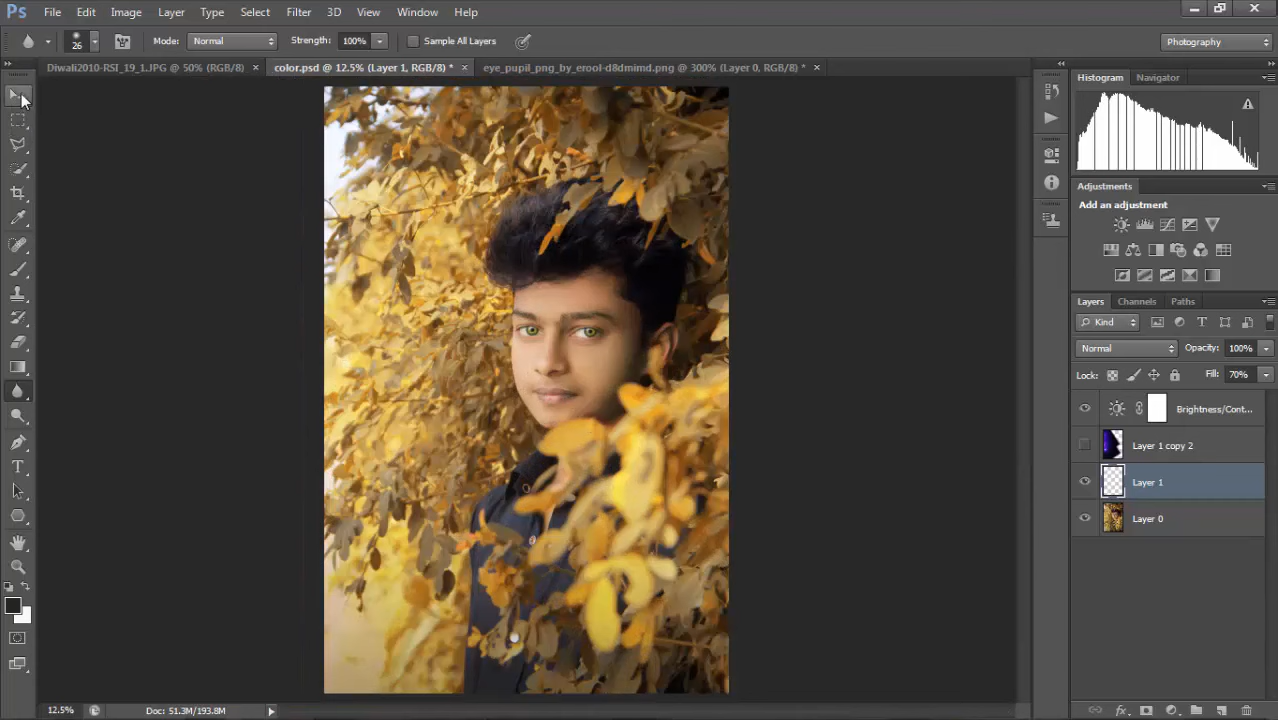 Ps File Edit Image Layer Type Select Filter 3D View Window Help
26 Mode: Normal Strength: 100% Sample All Layers Photography
Diwali2010-RSI_19_1.JPG @ 50% (RGB/8) × color.psd @ 12.5% (Layer 1, RGB/8) * × eye_pupil_png_by_erool-d8dmimd.png @ 300% (Layer 0, RGB/8) * ×
Histogram Navigator
Adjustments
Add an adjustment
Layers Channels Paths
Kind
Normal Opacity: 100%
Lock: Fill: 70%
Brightness/Cont...
Layer 1 copy 2
Layer 1
Layer 0
12.5% Doc: 51.3M/193.8M